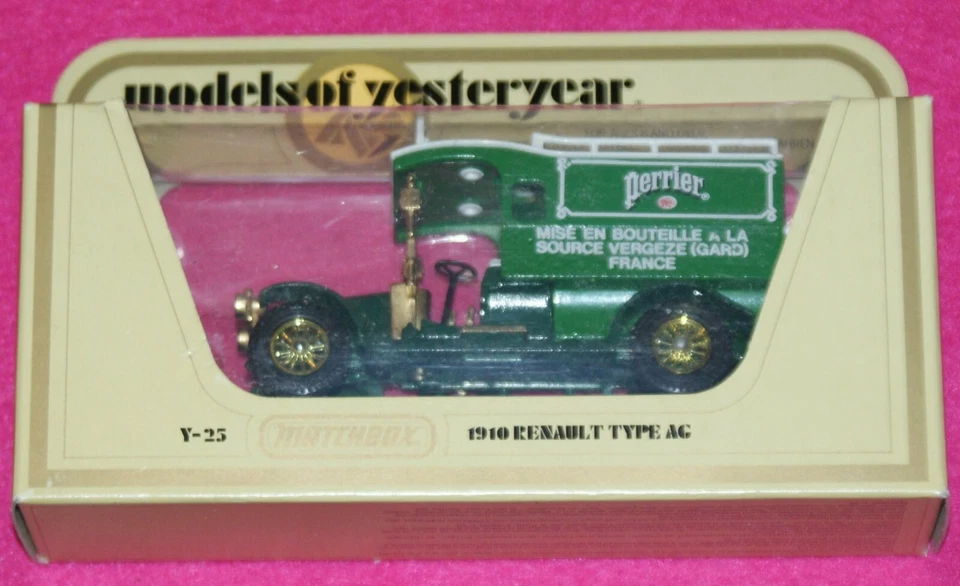 models of yesteryear
perrier
MISE EN BOUTEILLE A LA
SOURCE VERGEZE (GARD)
FRANCE
Y-25
MATCHBOX
1910 RENAULT TYPE AG